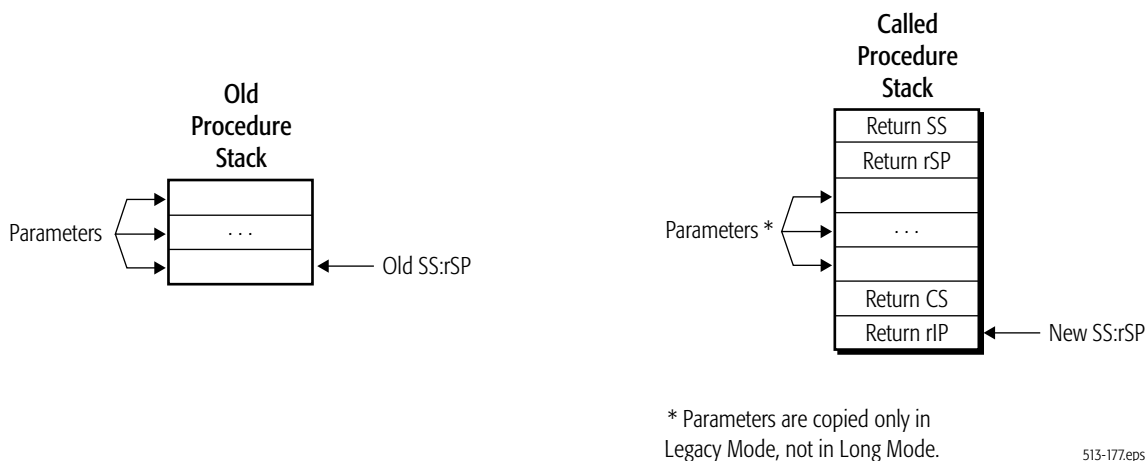 Old
Procedure
Stack
Parameters
. . .
Old SS:rSP
Called
Procedure
Stack
Return SS
Return rSP
Parameters *
. . .
Return CS
Return rIP
New SS:rSP
* Parameters are copied only in
Legacy Mode, not in Long Mode.
513-177.eps